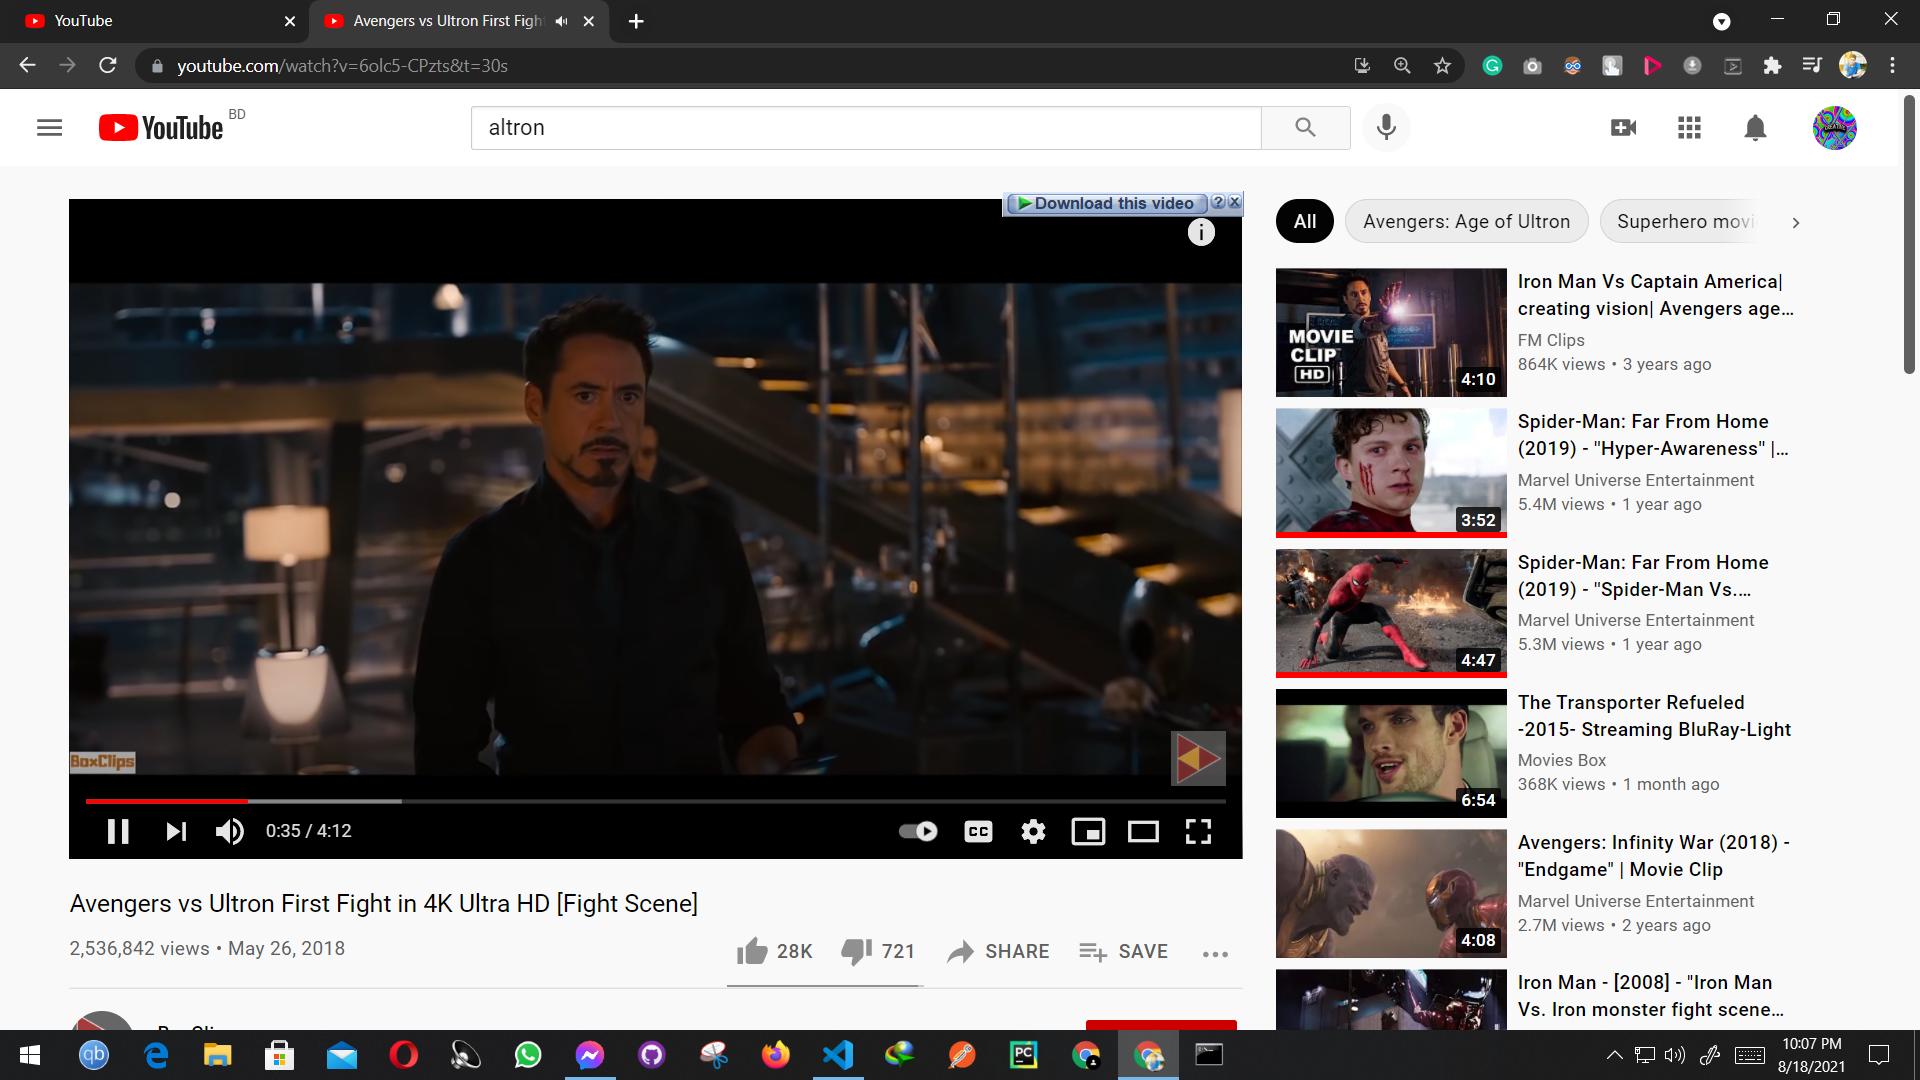 YouTube
Avengers vs Ultron First Figh
youtube.com/watch?v=6olc5-CPzts&t=30s
YouTube BD
altron
Download this video
All
Avengers: Age of Ultron
Superhero movi
MOVIE
CLIP
HD
4:10
Iron Man Vs Captain America|
creating vision| Avengers age...
FM Clips
864K views • 3 years ago
3:52
Spider-Man: Far From Home
(2019) - "Hyper-Awareness" |...
Marvel Universe Entertainment
5.4M views • 1 year ago
4:47
Spider-Man: Far From Home
(2019) - "Spider-Man Vs....
Marvel Universe Entertainment
5.3M views • 1 year ago
6:54
The Transporter Refueled
-2015- Streaming BluRay-Light
Movies Box
368K views • 1 month ago
4:08
Avengers: Infinity War (2018) -
"Endgame" | Movie Clip
Marvel Universe Entertainment
2.7M views • 2 years ago
Iron Man - [2008] - "Iron Man
Vs. Iron monster fight scene...
BoxClips
0:35 / 4:12
CC
Avengers vs Ultron First Fight in 4K Ultra HD [Fight Scene]
2,536,842 views • May 26, 2018
28K
721
SHARE
SAVE
qb
PC
10:07 PM
8/18/2021